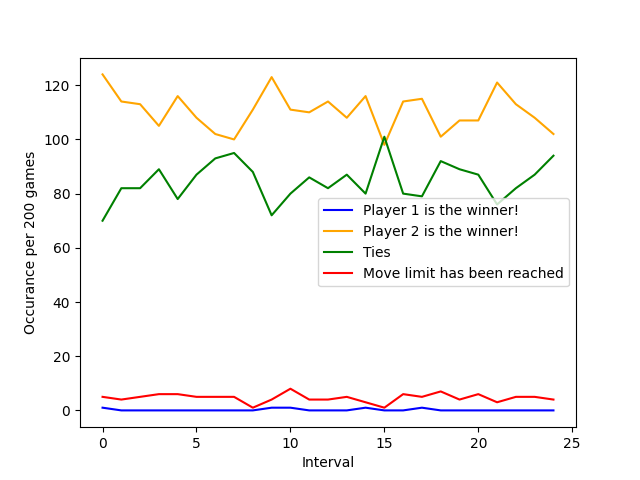 120
100
80
60
40
20
0
Occurance per 200 games
Player 1 is the winner!
Player 2 is the winner!
Ties
Move limit has been reached
0 5 10 15 20 25
Interval